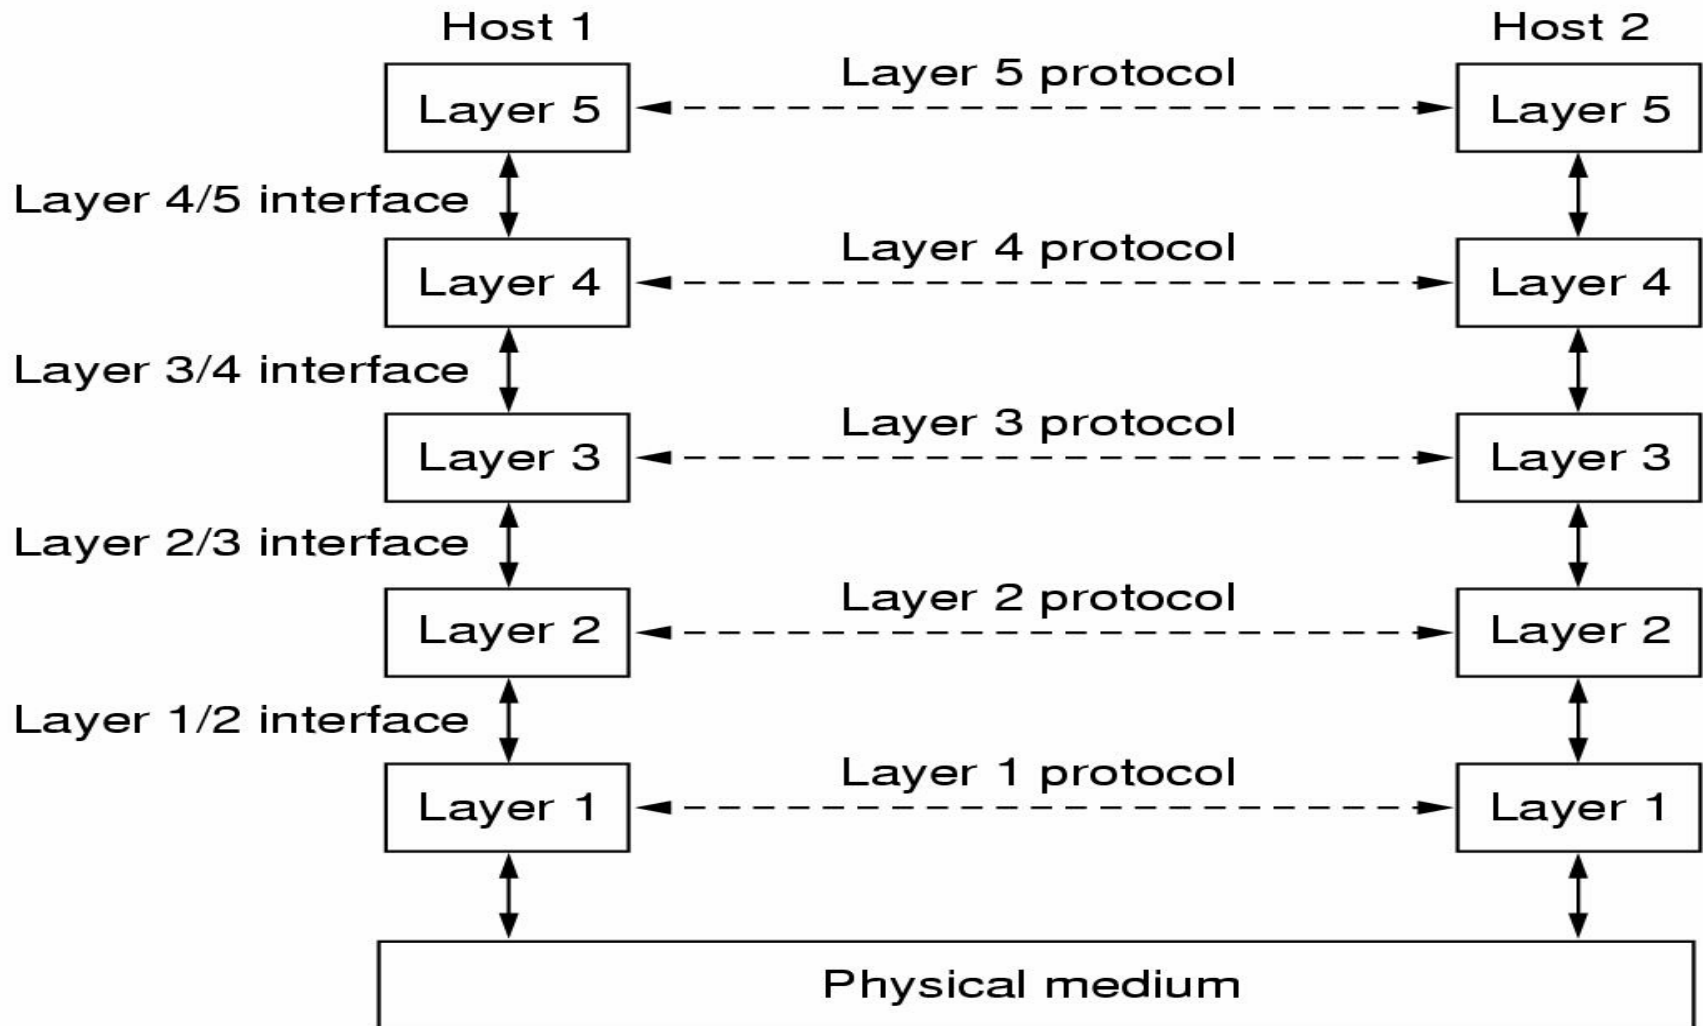 Host 1
Host 2
Layer 5 protocol
Layer 5
Layer 5
Layer 4/5 interface
Layer 4 protocol
Layer 4
Layer 4
Layer 3/4 interface
Layer 3 protocol
Layer 3
Layer 3
Layer 2/3 interface
Layer 2 protocol
Layer 2
Layer 2
Layer 1/2 interface
Layer 1 protocol
Layer 1
Layer 1
Physical medium